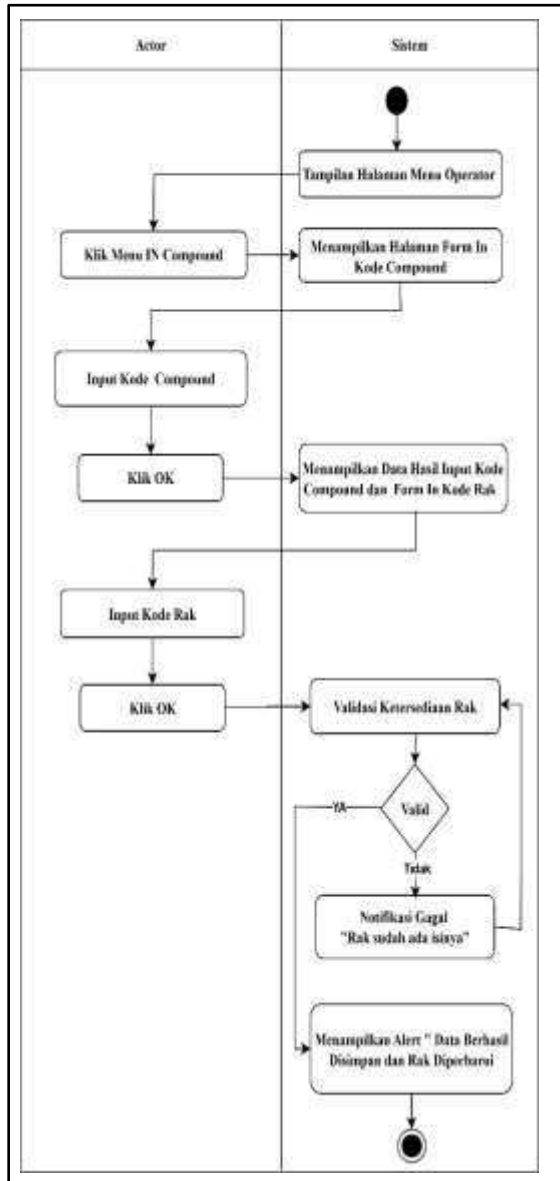 Actor
Sistem
Tampilan Halaman Menu Operator
Klik Menu IN Compound
Menampilkan Halaman Form In
Kode Compound
Input Kode Compound
Klik OK
Menampilkan Data Hasil Input Kode
Compound dan Form In Kode Rak
Input Kode Rak
Klik OK
Validasi Ketersediaan Rak
Valid
YA
Tidak
Notifikasi Gagal
"Rak sudah ada isinya"
Menampilkan Alert " Data Berhasil
Disimpan dan Rak Diperbarui